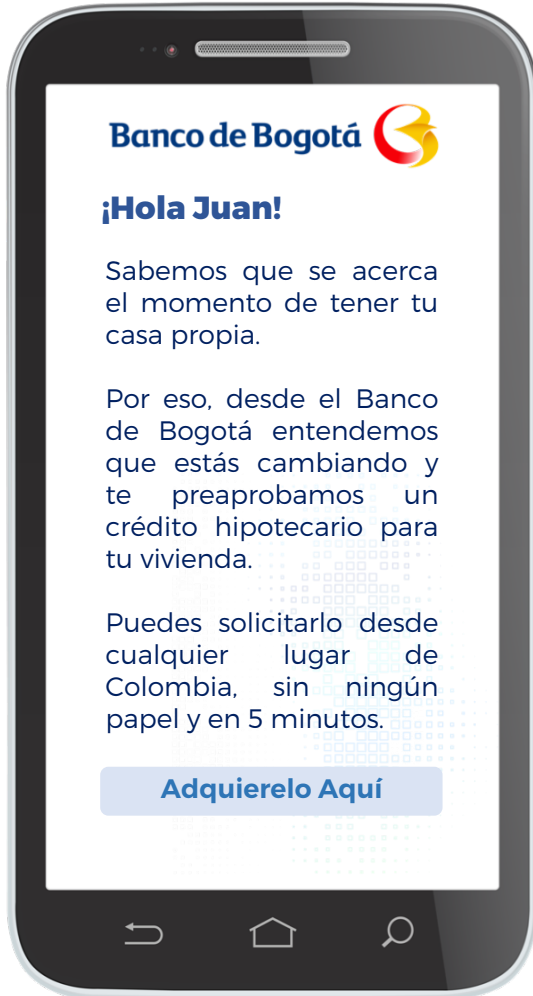 Banco de Bogotá
¡Hola Juan!
Sabemos que se acerca
el momento de tener tu
casa propia.
Por eso, desde el Banco
de Bogotá entendemos
que estás cambiando y
te preaprobamos un
crédito hipotecario para
tu vivienda.
Puedes solicitarlo desde
cualquier lugar de
Colombia, sin ningún
papel y en 5 minutos.
Adquierelo Aquí